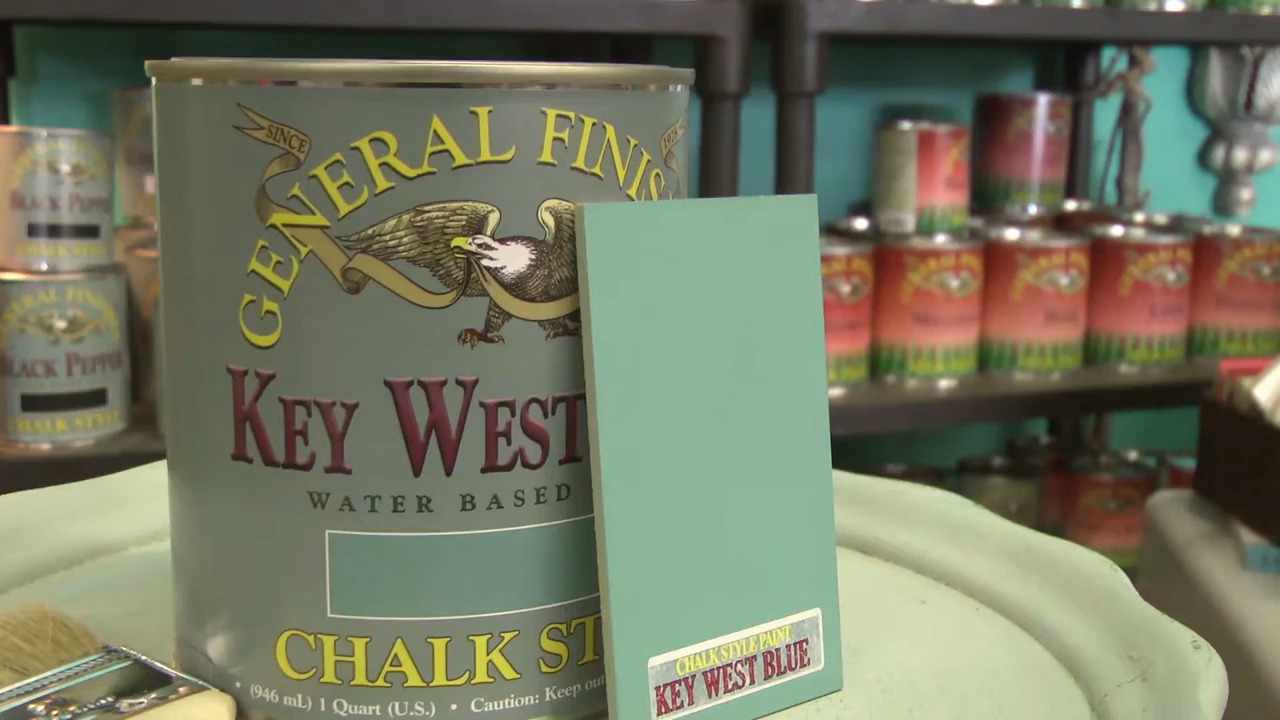 SINCE
GENERAL FINIS
KEY WEST
WATER BASED
CHALK ST
(946 mL) 1 Quart (U.S.) • Caution: Keep out
CHALK STYLE PAINT
KEY WEST BLUE
BLACK PEPP
BLACK PEPPER
CHALK STYLE